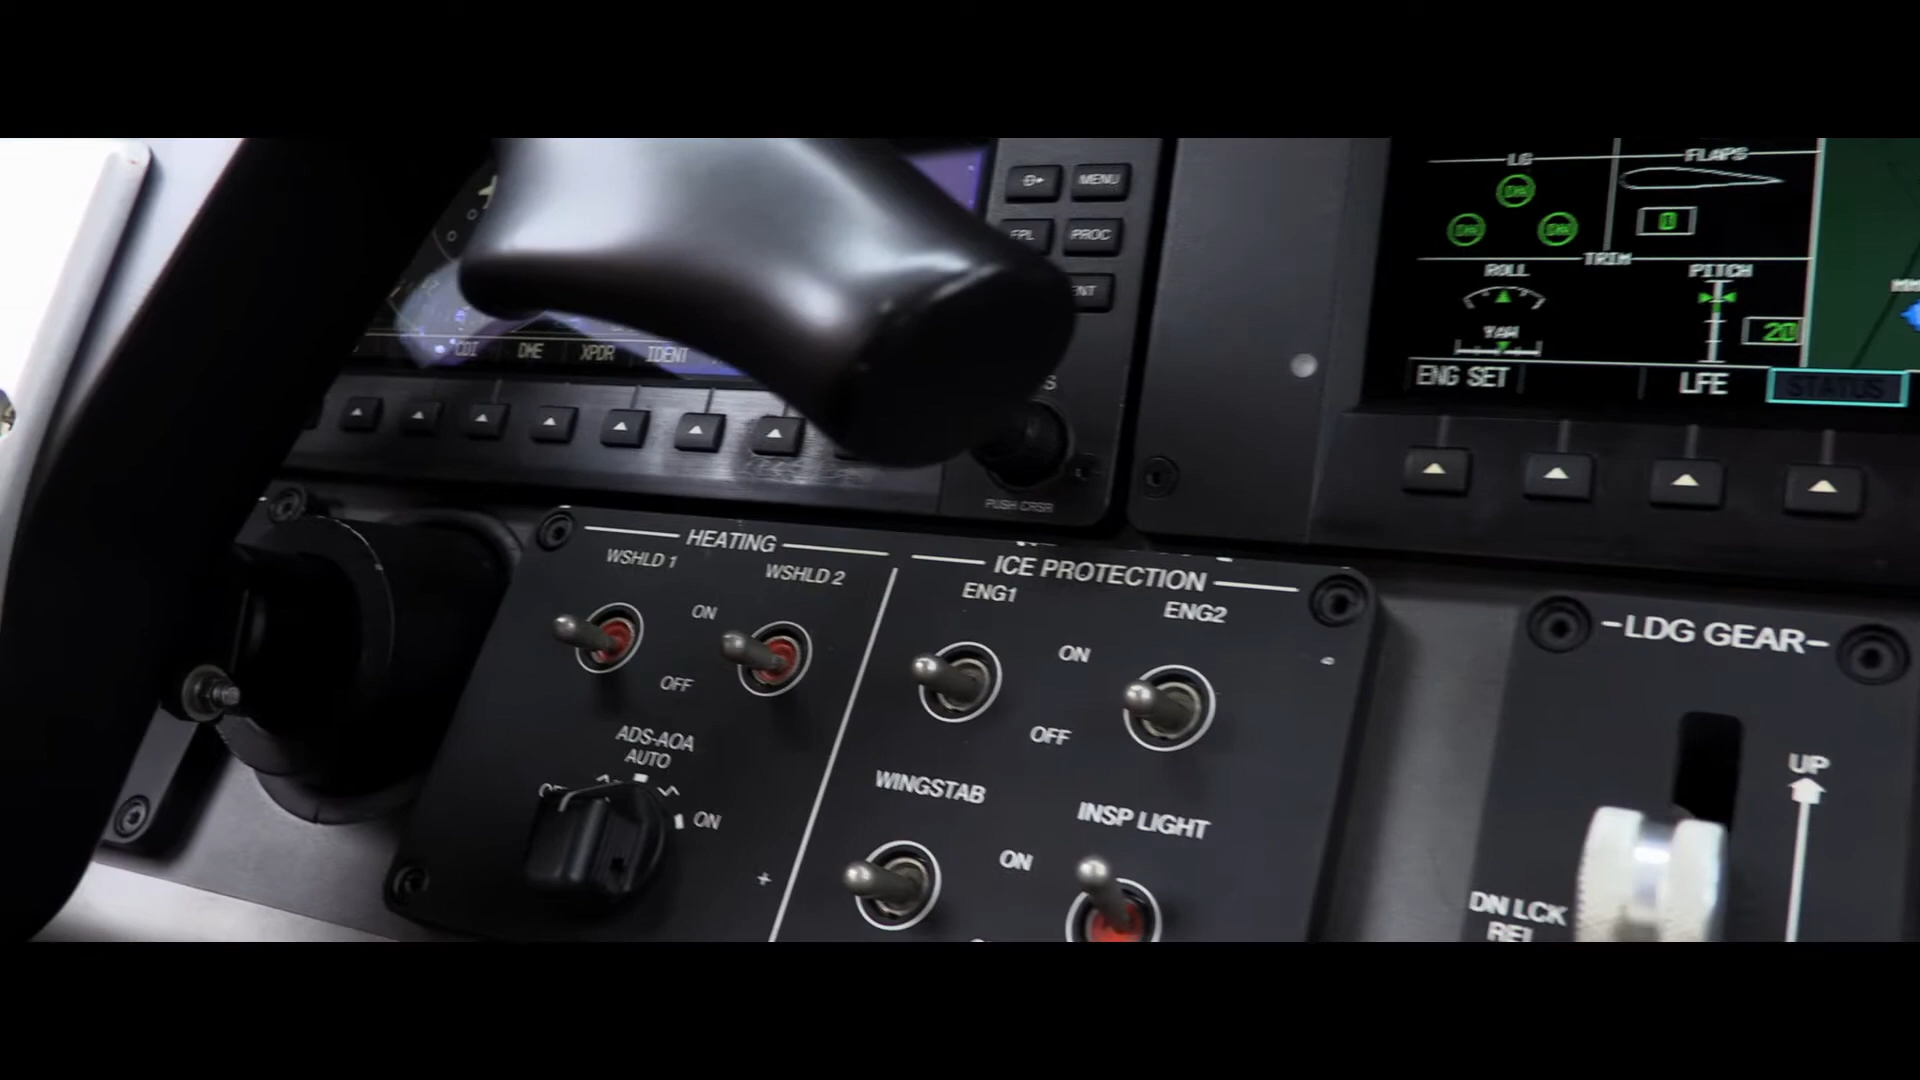 MENU
PROC
CDI DME XPDR IDENT
PUSH CRSR
LG FLAPS
DN
DN DN
0
TRIM
ROLL PITCH
YAW
20
ENG SET LFE STATUS
HEATING
WSHLD 1 WSHLD 2
ON
OFF
ADS-AOA
AUTO
ON
ICE PROTECTION
ENG1 ENG2
ON
OFF
WINGSTAB INSP LIGHT
ON
LDG GEAR
UP
DN LCK
REL